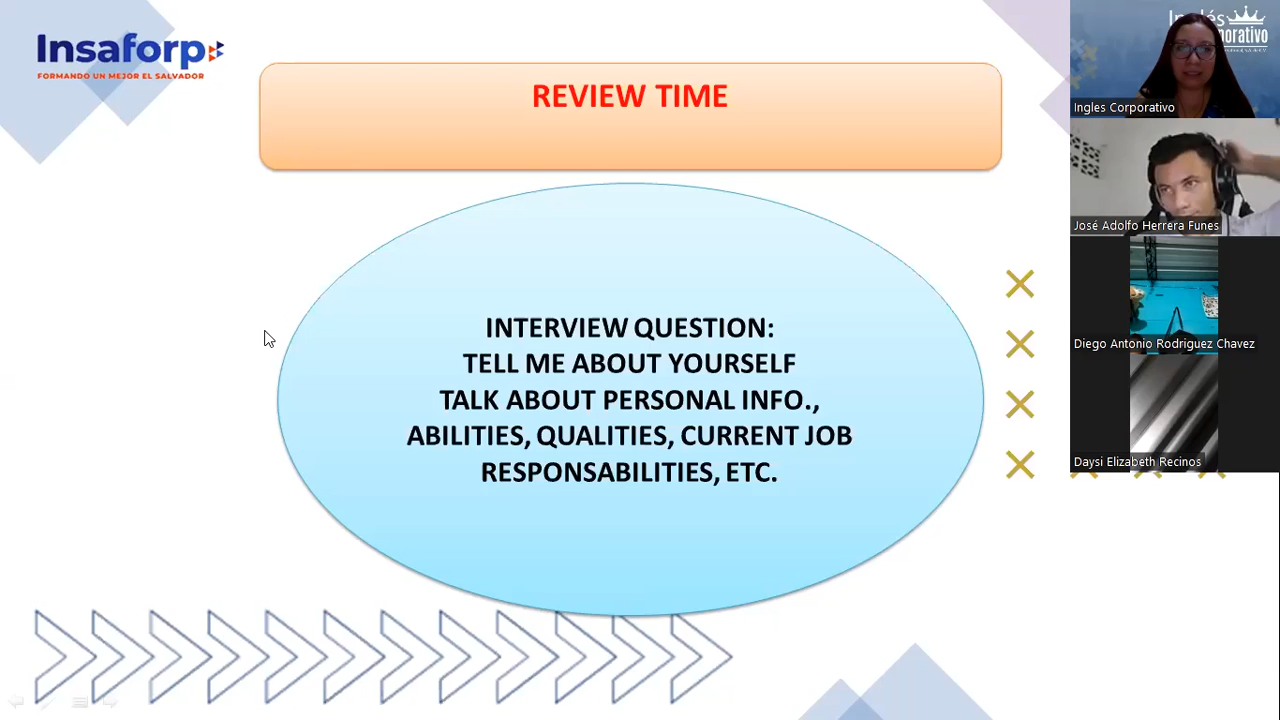 Insaforp
FORMANDO UN MEJOR EL SALVADOR
REVIEW TIME
INTERVIEW QUESTION:
TELL ME ABOUT YOURSELF
TALK ABOUT PERSONAL INFO.,
ABILITIES, QUALITIES, CURRENT JOB
RESPONSABILITIES, ETC.
Ingles Corporativo
José Adolfo Herrera Funes
Diego Antonio Rodriguez Chavez
Daysi Elizabeth Recinos